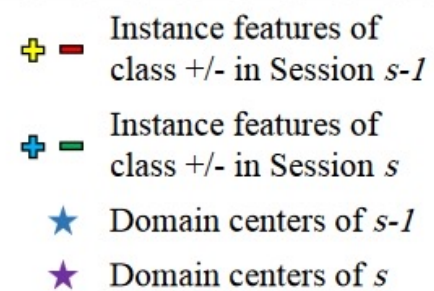 Instance features of
class +/- in Session s-1
Instance features of
class +/- in Session s
Domain centers of s-1
Domain centers of s